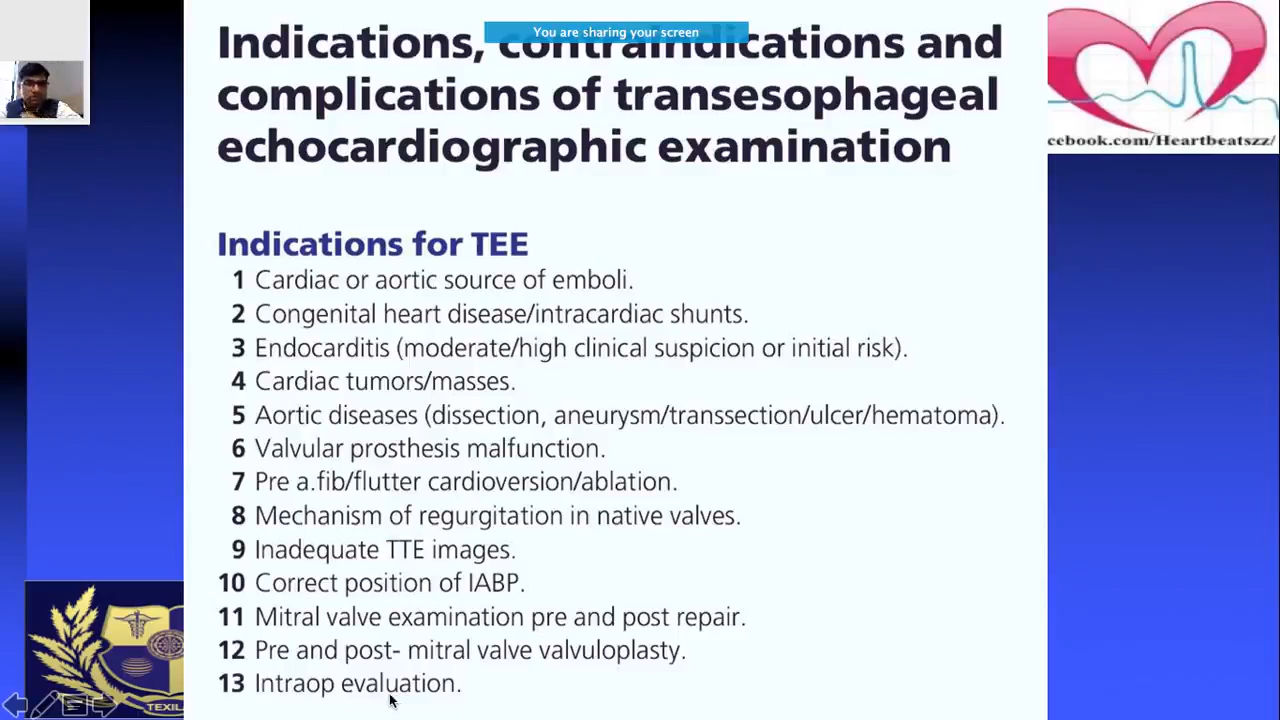 You are sharing your screen
Indications, contraindications and
complications of transesophageal
echocardiographic examination
cebook.com/Heartbeatszz/
Indications for TEE
1 Cardiac or aortic source of emboli.
2 Congenital heart disease/intracardiac shunts.
3 Endocarditis (moderate/high clinical suspicion or initial risk).
4 Cardiac tumors/masses.
5 Aortic diseases (dissection, aneurysm/transsection/ulcer/hematoma).
6 Valvular prosthesis malfunction.
7 Pre a.fib/flutter cardioversion/ablation.
8 Mechanism of regurgitation in native valves.
9 Inadequate TTE images.
10 Correct position of IABP.
11 Mitral valve examination pre and post repair.
12 Pre and post- mitral valve valvuloplasty.
13 Intraop evaluation.
TEXIL